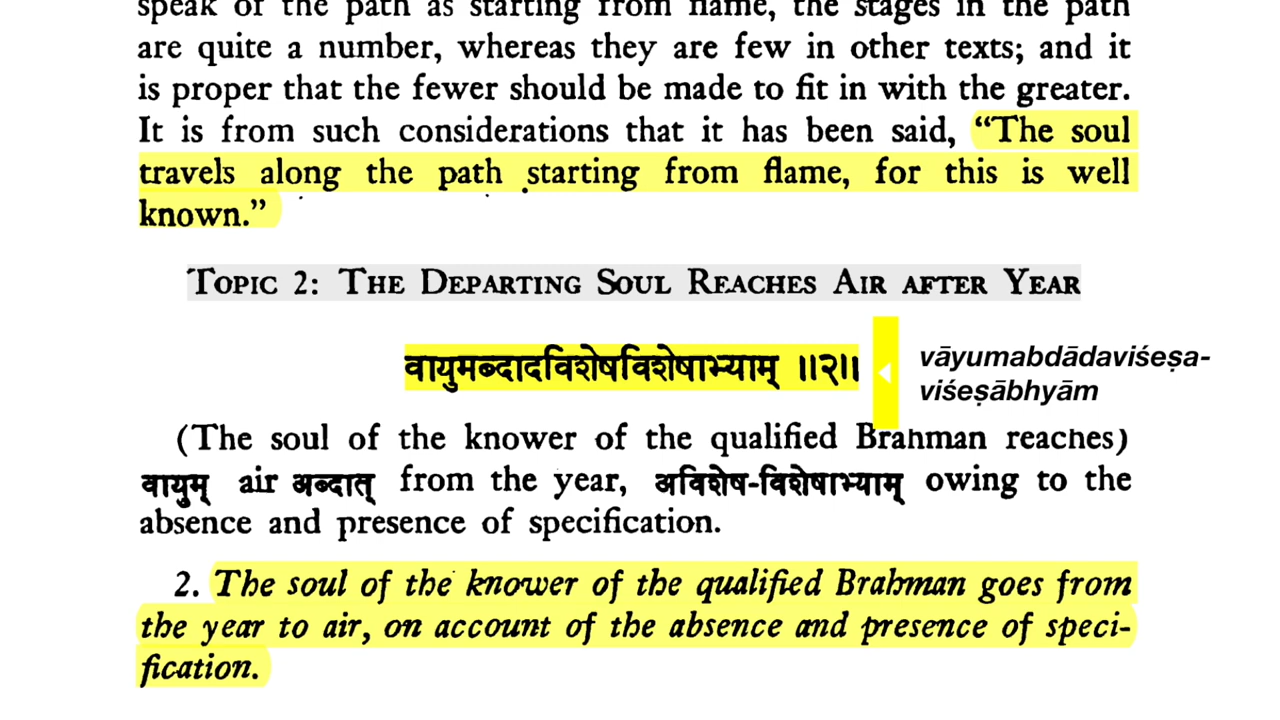 speak of the path as starting from flame, the stages in the path
are quite a number, whereas they are few in other texts; and it
is proper that the fewer should be made to fit in with the greater.
It is from such considerations that it has been said, “The soul
travels along the path starting from flame, for this is well
known.”
TOPIC 2: THE DEPARTING SOUL REACHES AIR AFTER YEAR
वायुमब्दादविशेषविशेषाभ्याम् ॥२॥
vāyumabdādaviśeṣa-
viśeṣābhyām
(The soul of the knower of the qualified Brahman reaches)
वायुम् air अब्दात् from the year, अविशेष-विशेषाभ्याम् owing to the
absence and presence of specification.
2. The soul of the knower of the qualified Brahman goes from
the year to air, on account of the absence and presence of speci-
fication.